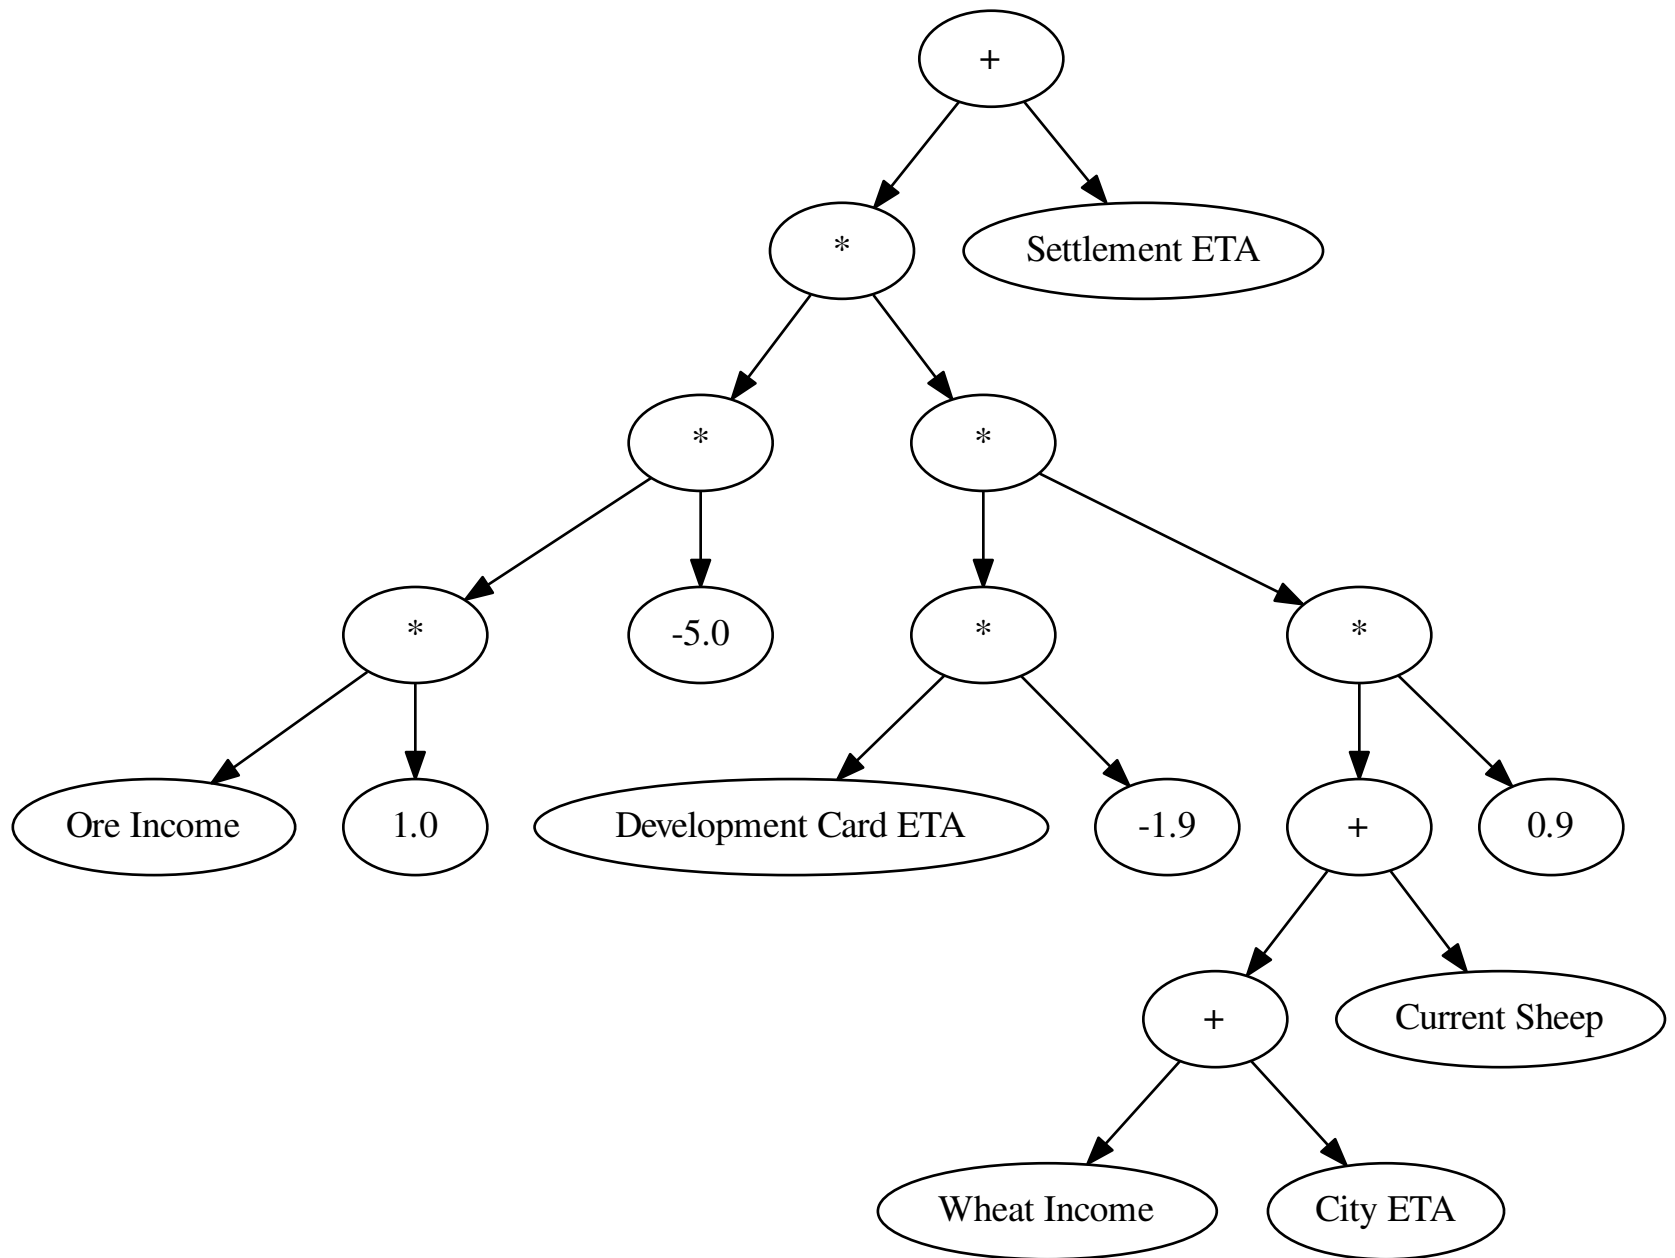 +
*
Settlement ETA
*
*
*
-5.0
*
*
Ore Income
1.0
Development Card ETA
-1.9
+
0.9
+
Current Sheep
Wheat Income
City ETA